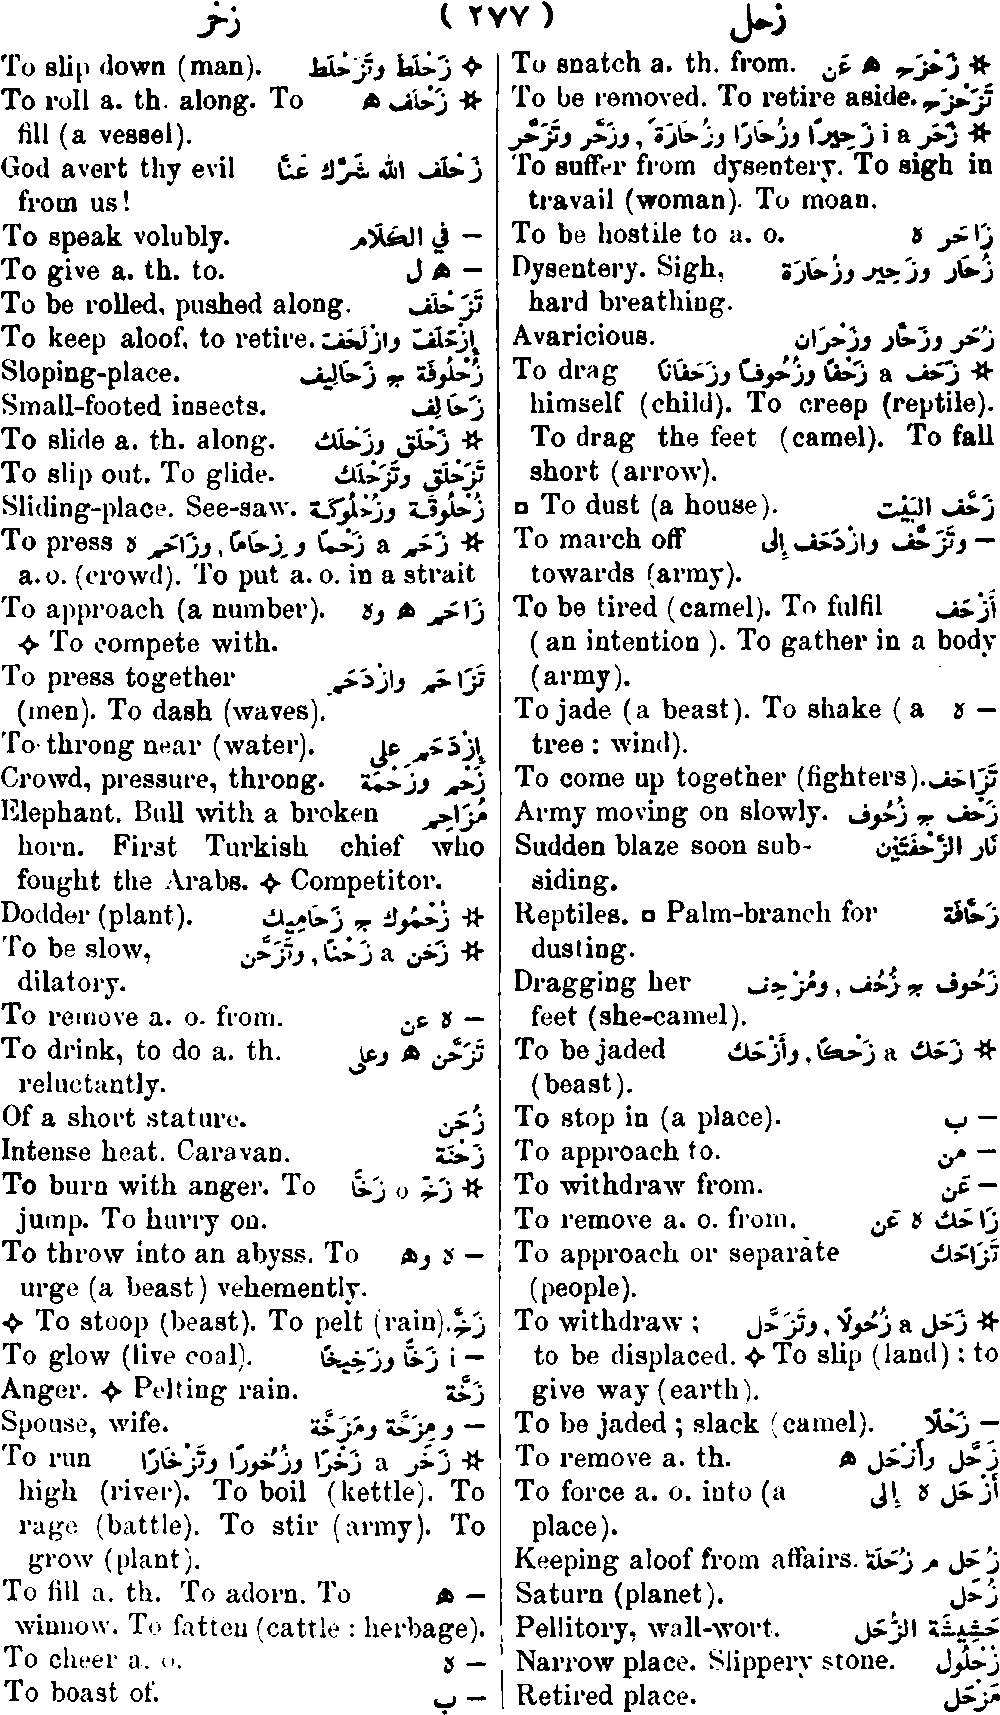 زخر ( ٢٧٧ ) زحل
To snatch a. th. from. ✻ زَحْزَح ه عَن
To be removed. To retire aside. تَزَحْزَح
✻ زَحَر i a زَحِيرًا وزُحَارًا وزُحَارَةً, وزَحَّر وتَزَحَّر
To suffer from dysentery. To sigh in
travail (woman). To moan.
To be hostile to a. o. زَاحَر ه
Dysentery. Sigh, زُحَار وزَحِير وزُحَارَة
hard breathing.
Avaricious. زُحَر وزَحَّار وزَحْرَان
To drag ✻ زَحَف a زَحْفًا وزُحُوفًا وزَحَفَانًا
himself (child). To creep (reptile).
To drag the feet (camel). To fall
short (arrow).
▫ To dust (a house). زَحَّف البَيْت
To march off — وتَزَحَّف وازْدَحَف إلى
towards (army).
To be tired (camel). To fulfil أَزْحَف
(an intention). To gather in a body
(army).
To jade (a beast). To shake (a ه —
tree : wind).
To come up together (fighters). تَزَاحَف
Army moving on slowly. زَحْف ج زُحُوف
Sudden blaze soon sub- نَار الزَّحْفَتَيْن
siding.
Reptiles. ▫ Palm-branch for زَحَّافَة
dusting.
Dragging her زَحُوف ج زُحُف, ومُزْحِف
feet (she-camel).
To be jaded ✻ زَحَك a زَحْكًا, وأَزْحَك
(beast).
To stop in (a place). — ب
To approach to. — مِن
To withdraw from. — عَن
To remove a. o. from. زَاحَك ه عَن
To approach or separate تَزَاحَك
(people).
To withdraw ; ✻ زَحَل a زُحُولًا, وتَزَحَّل
to be displaced. ✧ To slip (land) : to
give way (earth).
To be jaded ; slack (camel). — زَحْلًا
To remove a. th. زَحَّل وأَزْحَل ه
To force a. o. into (a أَزْحَل ه إلى
place).
Keeping aloof from affairs. زُحَل م زُحَلَة
Saturn (planet). زُحَل
Pellitory, wall-wort. حَشِيشَة الزُّحَل
Narrow place. Slippery stone. زُحْلُول
Retired place. مَزْحَل
To slip down (man). ✧ زَحْلَط وتَزَحْلَط
To roll a. th. along. To ✻ زَحْلَف ه
fill (a vessel).
God avert thy evil زَحْلَف الله شَرَّك عَنَّا
from us!
To speak volubly. — في الكَلَام
To give a. th. to. — ه ل
To be rolled, pushed along. تَزَحْلَف
To keep aloof, to retire. إِزْحَلَفَّ وازْلَحَفَّ
Sloping-place. زُحْلُوفَة ج زَحَالِيف
Small-footed insects. زَحَالِف
To slide a. th. along. ✻ زَحْلَق وزَحْلَك
To slip out. To glide. تَزَحْلَق وتَزَحْلَك
Sliding-place. See-saw. زُحْلُوقَة وزُحْلُوكَة
To press ✻ زَحَم a زَحْمًا وزِحَامًا, وزَاحَم ه
a. o. (crowd). To put a. o. in a strait
To approach (a number). زَاحَم ه وه
✧ To compete with.
To press together تَزَاحَم وازْدَحَم
(men). To dash (waves).
To throng near (water). إِزْدَحَم على
Crowd, pressure, throng. زَحْم وزَحْمَة
Elephant. Bull with a broken مُزَاحِم
horn. First Turkish chief who
fought the Arabs. ✧ Competitor.
Dodder (plant). ✻ زُحْمُوك ج زَحَامِيك
To be slow, ✻ زَحَن a زَحْنًا, وتَزَحَّن
dilatory.
To remove a. o. from. — ه عن
To drink, to do a. th. تَزَحَّن ه وعلى
reluctantly.
Of a short stature. زُحَن
Intense heat. Caravan. زَحْنَة
To burn with anger. To ✻ زَخَّ o زَخًّا
jump. To hurry on.
To throw into an abyss. To — ه وه
urge (a beast) vehemently.
✧ To stoop (beast). To pelt (rain). زَخَّ
To glow (live coal). — i زَخًّا وزَخِيخًا
Anger. ✧ Pelting rain. زَخَّة
Spouse, wife. — ومِزَخَّة ومَزَخَّة
To run ✻ زَخَر a زَخْرًا وزُخُورًا وتَزْخَارًا
high (river). To boil (kettle). To
rage (battle). To stir (army). To
grow (plant).
To fill a. th. To adorn. To — ه
winnow. To fatten (cattle : herbage).
To cheer a. o. — ه
To boast of. — ب